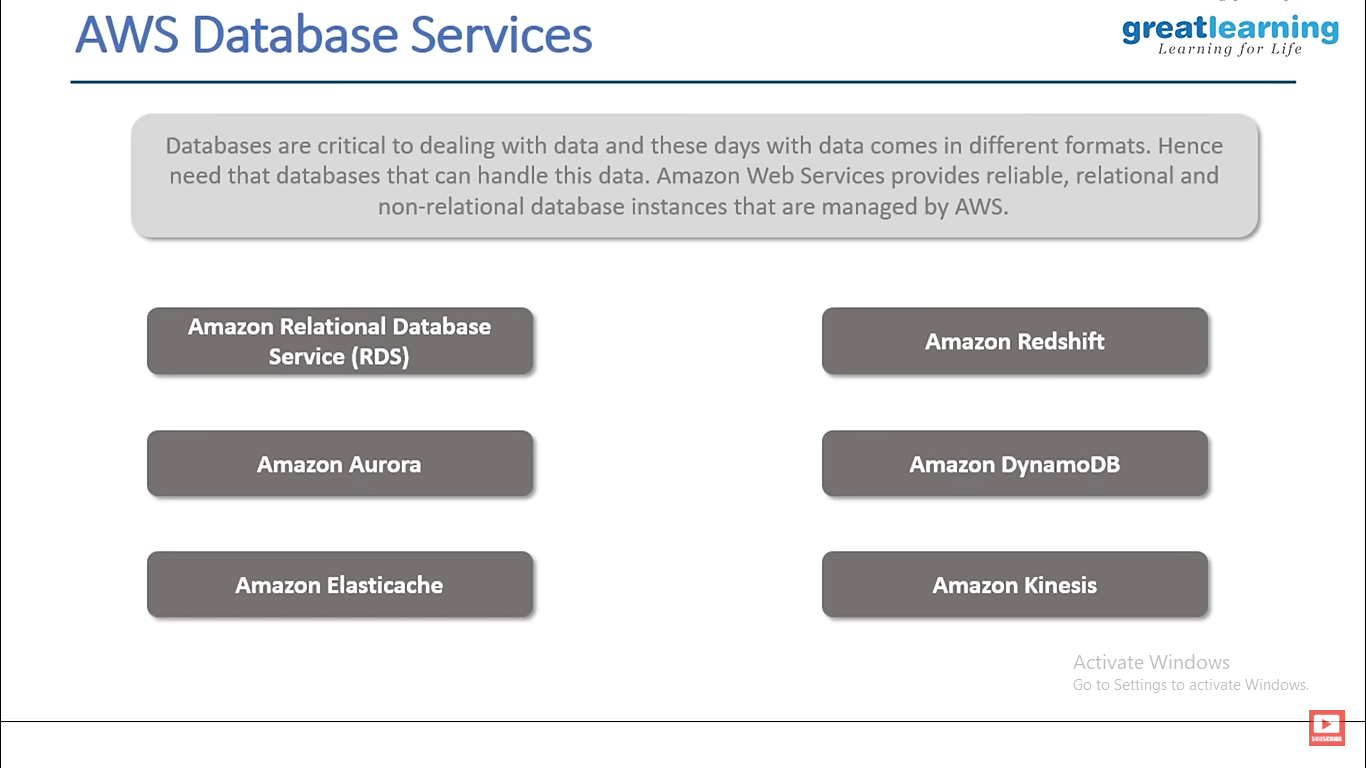 AWS Database Services
greatlearning
Learning for Life
Databases are critical to dealing with data and these days with data comes in different formats. Hence
need that databases that can handle this data. Amazon Web Services provides reliable, relational and
non-relational database instances that are managed by AWS.
Amazon Relational Database
Service (RDS)
Amazon Redshift
Amazon Aurora
Amazon DynamoDB
Amazon Elasticache
Amazon Kinesis
Activate Windows
Go to Settings to activate Windows.
SUBSCRIBE